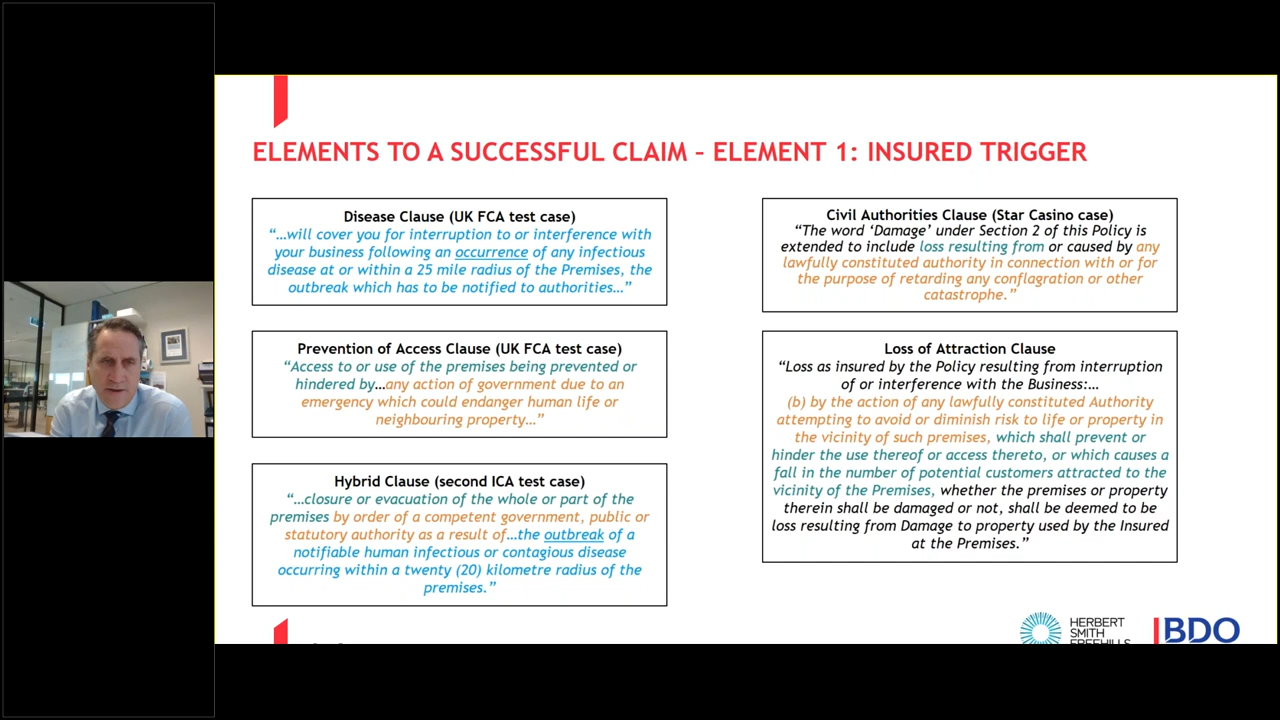 ELEMENTS TO A SUCCESSFUL CLAIM – ELEMENT 1: INSURED TRIGGER
Disease Clause (UK FCA test case)
“…will cover you for interruption to or interference with
your business following an occurrence of any infectious
disease at or within a 25 mile radius of the Premises, the
outbreak which has to be notified to authorities…”
Prevention of Access Clause (UK FCA test case)
“Access to or use of the premises being prevented or
hindered by…any action of government due to an
emergency which could endanger human life or
neighbouring property…”
Hybrid Clause (second ICA test case)
“…closure or evacuation of the whole or part of the
premises by order of a competent government, public or
statutory authority as a result of…the outbreak of a
notifiable human infectious or contagious disease
occurring within a twenty (20) kilometre radius of the
premises.”
Civil Authorities Clause (Star Casino case)
“The word ‘Damage’ under Section 2 of this Policy is
extended to include loss resulting from or caused by any
lawfully constituted authority in connection with or for
the purpose of retarding any conflagration or other
catastrophe.”
Loss of Attraction Clause
“Loss as insured by the Policy resulting from interruption
of or interference with the Business:…
(b) by the action of any lawfully constituted Authority
attempting to avoid or diminish risk to life or property in
the vicinity of such premises, which shall prevent or
hinder the use thereof or access thereto, or which causes a
fall in the number of potential customers attracted to the
vicinity of the Premises, whether the premises or property
therein shall be damaged or not, shall be deemed to be
loss resulting from Damage to property used by the Insured
at the Premises.”
HERBERT
SMITH
FREEHILLS
BDO